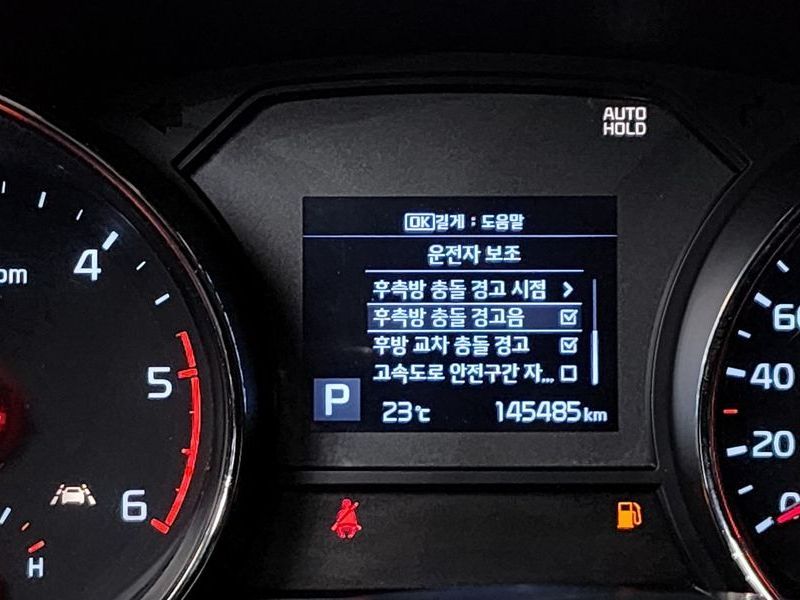 AUTO
HOLD
OK길게 : 도움말
운전자 보조
후측방 충돌 경고 시점
후측방 충돌 경고음
후방 교차 충돌 경고
고속도로 안전구간 자...
P 23℃ 145485km
4
5
6
H
60
40
20
0